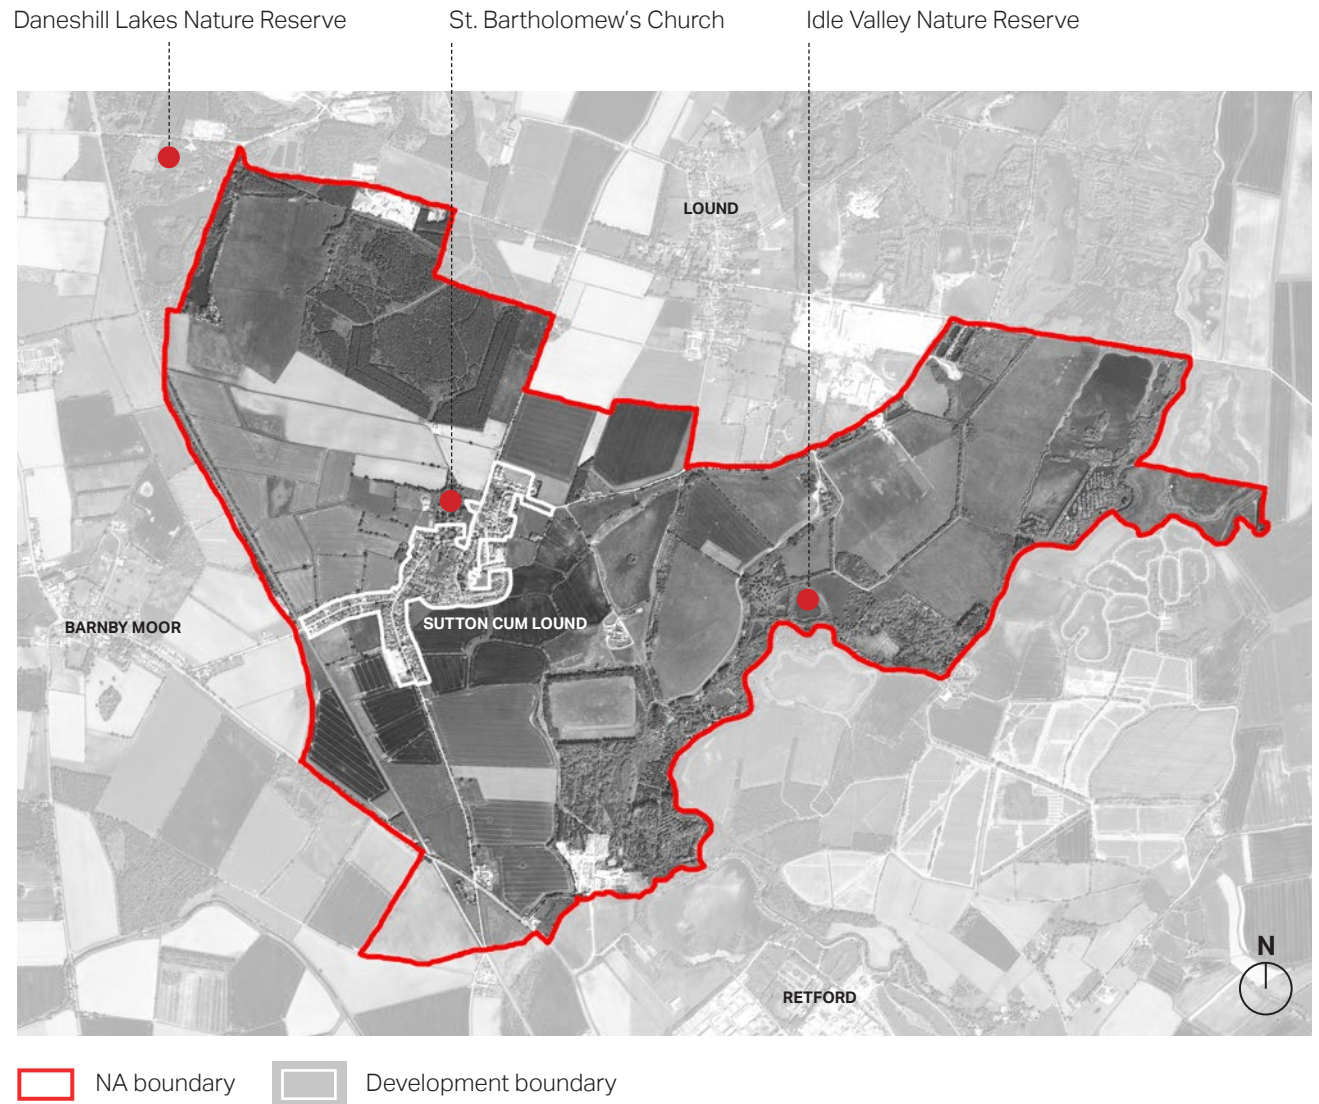 Daneshill Lakes Nature Reserve
St. Bartholomew's Church
Idle Valley Nature Reserve
LOUND
BARNBY MOOR
SUTTON CUM LOUND
N
RETFORD
NA boundary
Development boundary